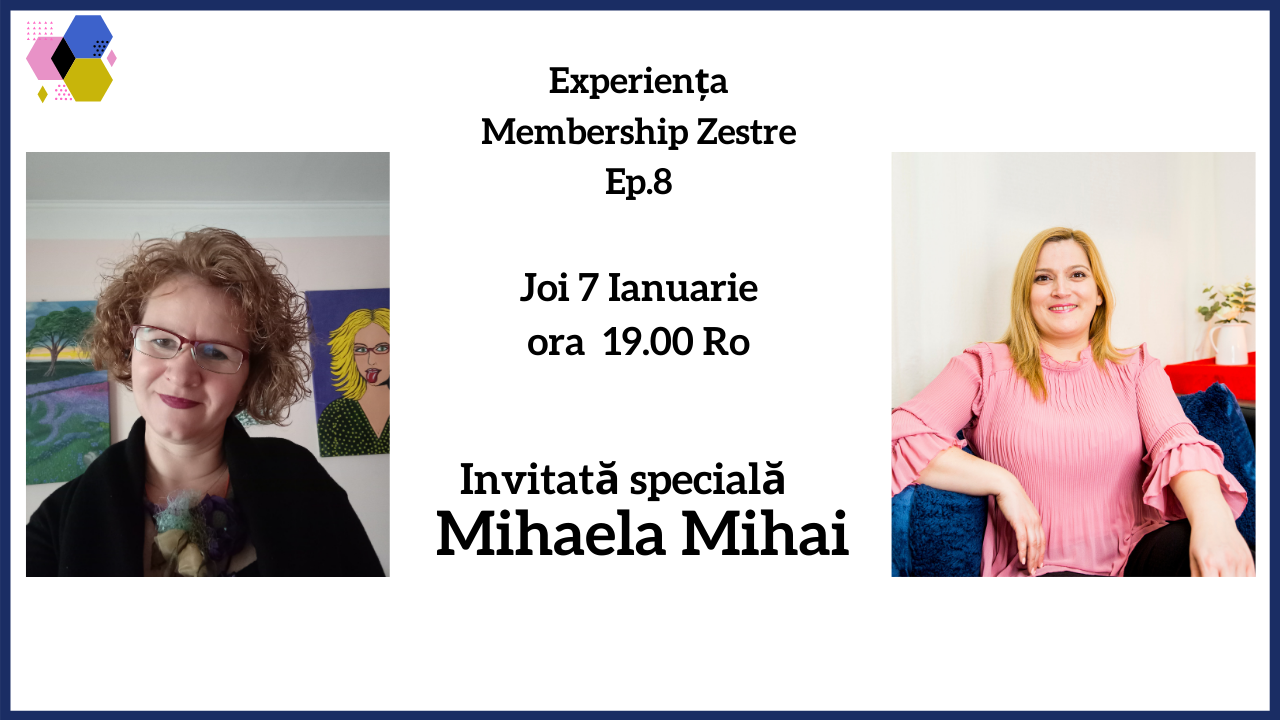 Experiența
Membership Zestre
Ep.8
Joi 7 Ianuarie
ora 19.00 Ro
Invitată specială
Mihaela Mihai